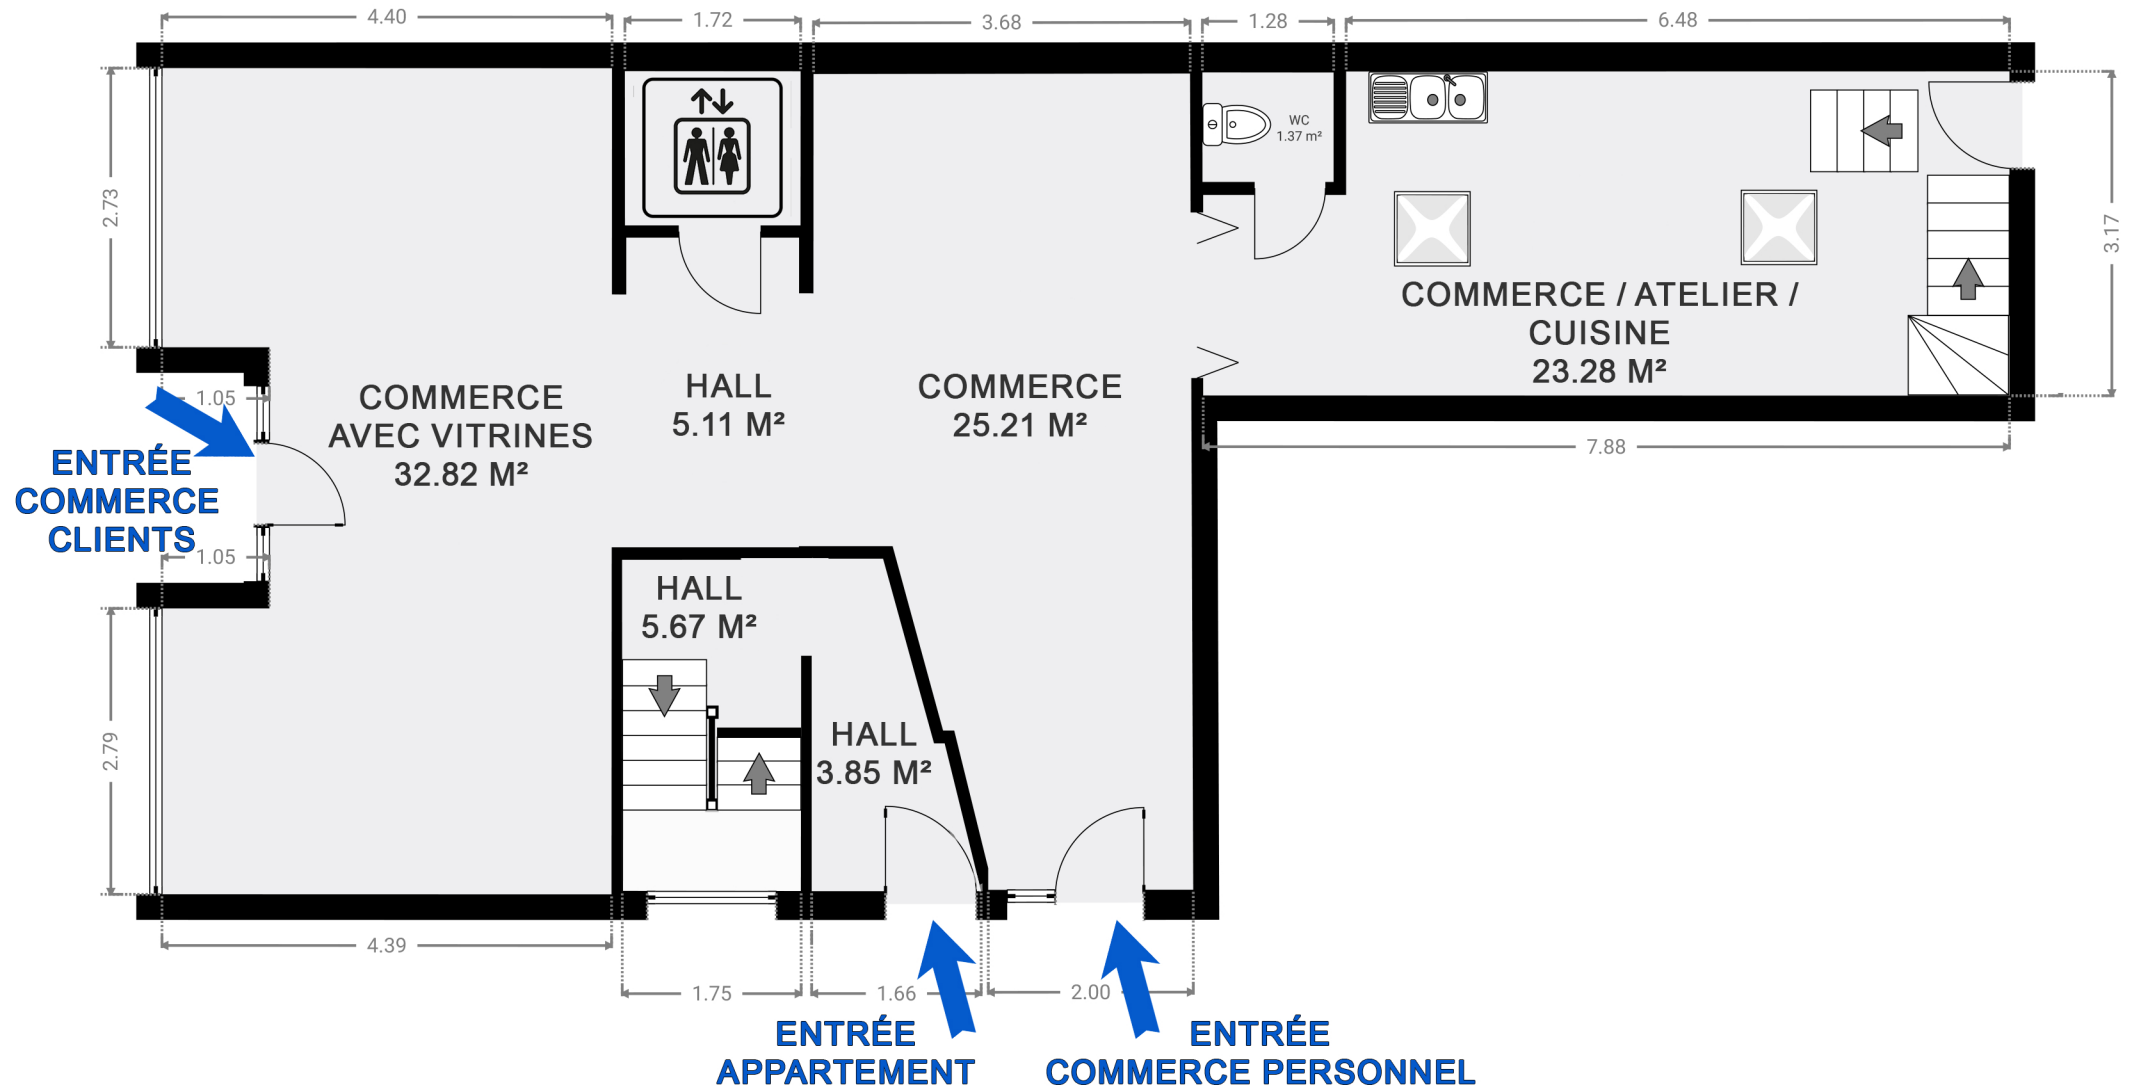 4.40
1.72
3.68
1.28
6.48
2.73
WC
1.37 m²
3.17
COMMERCE / ATELIER /
CUISINE
23.28 M²
1.05
COMMERCE
AVEC VITRINES
32.82 M²
HALL
5.11 M²
COMMERCE
25.21 M²
7.88
ENTRÉE
COMMERCE
CLIENTS
1.05
HALL
5.67 M²
2.79
HALL
3.85 M²
4.39
1.75
1.66
2.00
ENTRÉE
APPARTEMENT
ENTRÉE
COMMERCE PERSONNEL